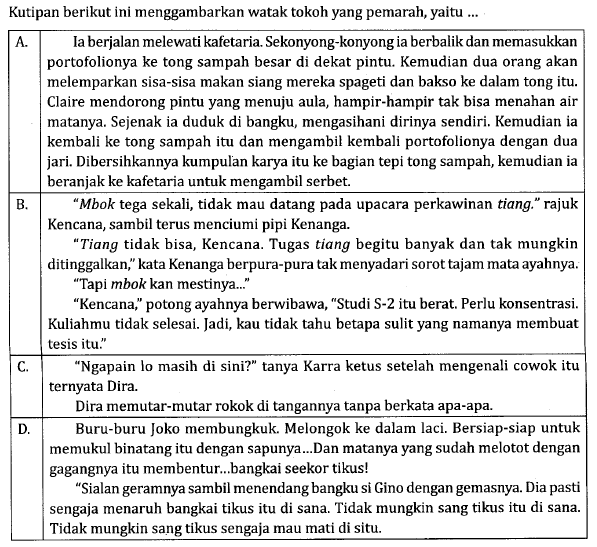 Kutipan berikut ini menggambarkan watak tokoh yang pemarah, yaitu ...
A. Ia berjalan melewati kafetaria. Sekonyong-konyong ia berbalik dan memasukkan
portofolionya ke tong sampah besar di dekat pintu. Kemudian dua orang akan
melemparkan sisa-sisa makan siang mereka spageti dan bakso ke dalam tong itu.
Claire mendorong pintu yang menuju aula, hampir-hampir tak bisa menahan air
matanya. Sejenak ia duduk di bangku, mengasihani dirinya sendiri. Kemudian ia
kembali ke tong sampah itu dan mengambil kembali portofolionya dengan dua
jari. Dibersihkannya kumpulan karya itu ke bagian tepi tong sampah, kemudian ia
beranjak ke kafetaria untuk mengambil serbet.
B. "Mbok tega sekali, tidak mau datang pada upacara perkawinan tiang." rajuk
Kencana, sambil terus menciumi pipi Kenanga.
"Tiang tidak bisa, Kencana. Tugas tiang begitu banyak dan tak mungkin
ditinggalkan," kata Kenanga berpura-pura tak menyadari sorot tajam mata ayahnya.
"Tapi mbok kan mestinya..."
"Kencana," potong ayahnya berwibawa, "Studi S-2 itu berat. Perlu konsentrasi.
Kuliahmu tidak selesai. Jadi, kau tidak tahu betapa sulit yang namanya membuat
tesis itu."
C. "Ngapain lo masih di sini?" tanya Karra ketus setelah mengenali cowok itu
ternyata Dira.
Dira memutar-mutar rokok di tangannya tanpa berkata apa-apa.
D. Buru-buru Joko membungkuk. Melongok ke dalam laci. Bersiap-siap untuk
memukul binatang itu dengan sapunya...Dan matanya yang sudah melotot dengan
gagangnya itu membentur...bangkai seekor tikus!
"Sialan geramnya sambil menendang bangku si Gino dengan gemasnya. Dia pasti
sengaja menaruh bangkai tikus itu di sana. Tidak mungkin sang tikus itu di sana.
Tidak mungkin sang tikus sengaja mau mati di situ.